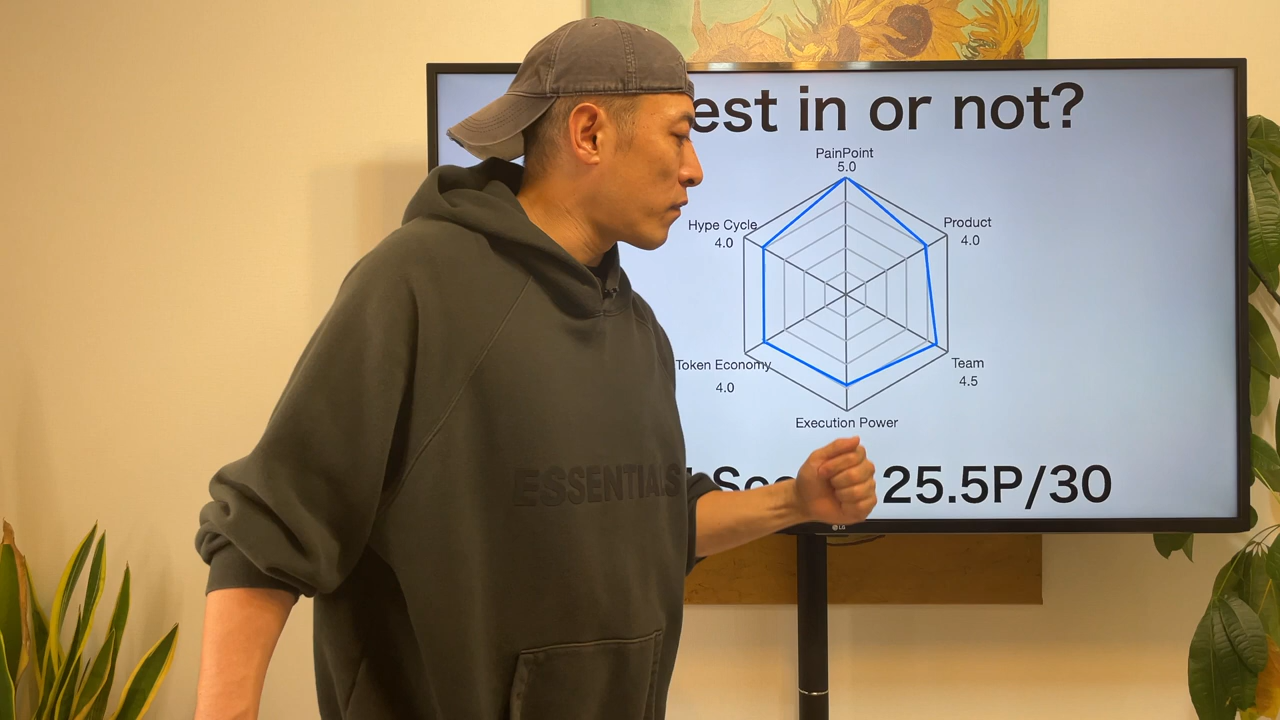 est in or not?
PainPoint
5.0
Hype Cycle
4.0
Product
4.0
Token Economy
4.0
Team
4.5
Execution Power
25.5P/30
ESSENTIALS
LG